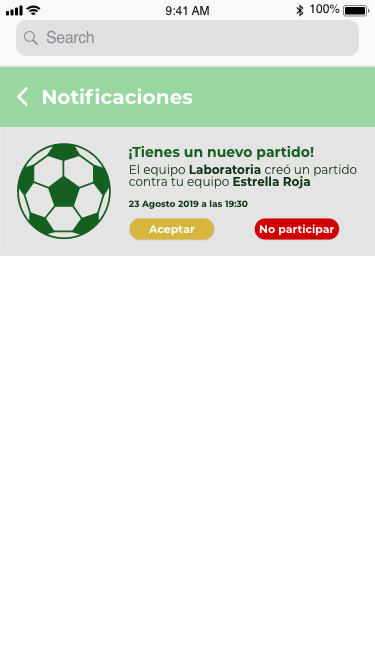 9:41 AM
100%
Search
Notificaciones
¡Tienes un nuevo partido!
El equipo Laboratoria creó un partido
contra tu equipo Estrella Roja
23 Agosto 2019 a las 19:30
Aceptar
No participar